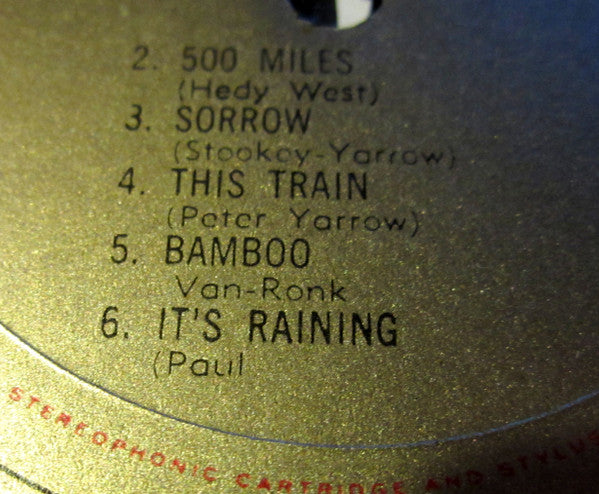 2. 500 MILES
(Hedy West)
3. SORROW
(Stookey-Yarrow)
4. THIS TRAIN
(Peter Yarrow)
5. BAMBOO
Van-Ronk
6. IT'S RAINING
(Paul
STEREOPHONIC CARTRIDGE AND STYLUS